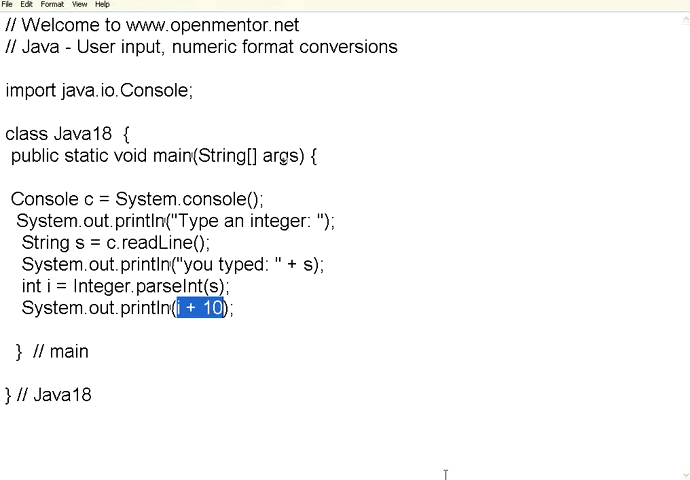 File Edit Format View Help
// Welcome to www.openmentor.net
// Java - User input, numeric format conversions
import java.io.Console;
class Java18 {
public static void main(String[] args) {
Console c = System.console();
System.out.println("Type an integer: ");
String s = c.readLine();
System.out.println("you typed: " + s);
int i = Integer.parseInt(s);
System.out.println(i + 10);
} // main
} // Java18